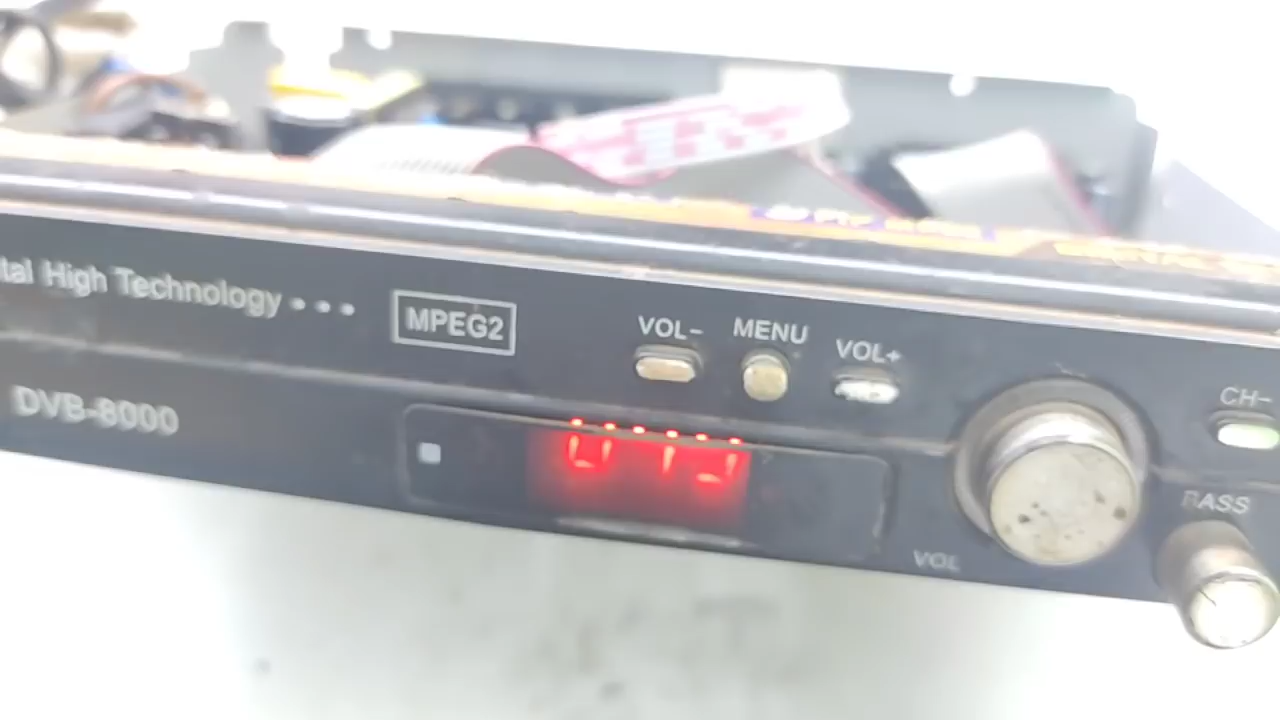 tal High Technology •••
MPEG2
VOL- MENU VOL+
CH-
DVB-8000
BASS
VOL